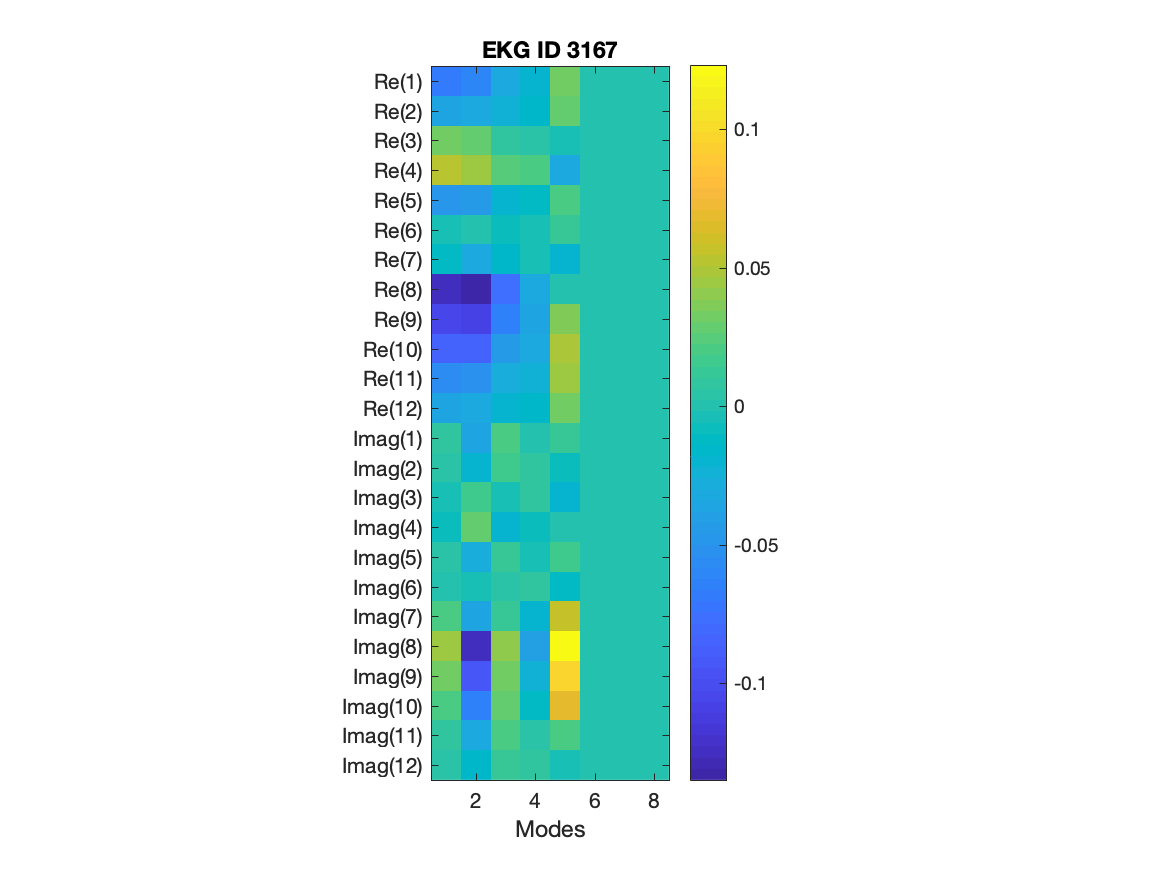 EKG ID 3167
Re(1)
Re(2)
Re(3)
Re(4)
Re(5)
Re(6)
Re(7)
Re(8)
Re(9)
Re(10)
Re(11)
Re(12)
Imag(1)
Imag(2)
Imag(3)
Imag(4)
Imag(5)
Imag(6)
Imag(7)
Imag(8)
Imag(9)
Imag(10)
Imag(11)
Imag(12)
2 4 6 8
Modes
0.1
0.05
0
-0.05
-0.1